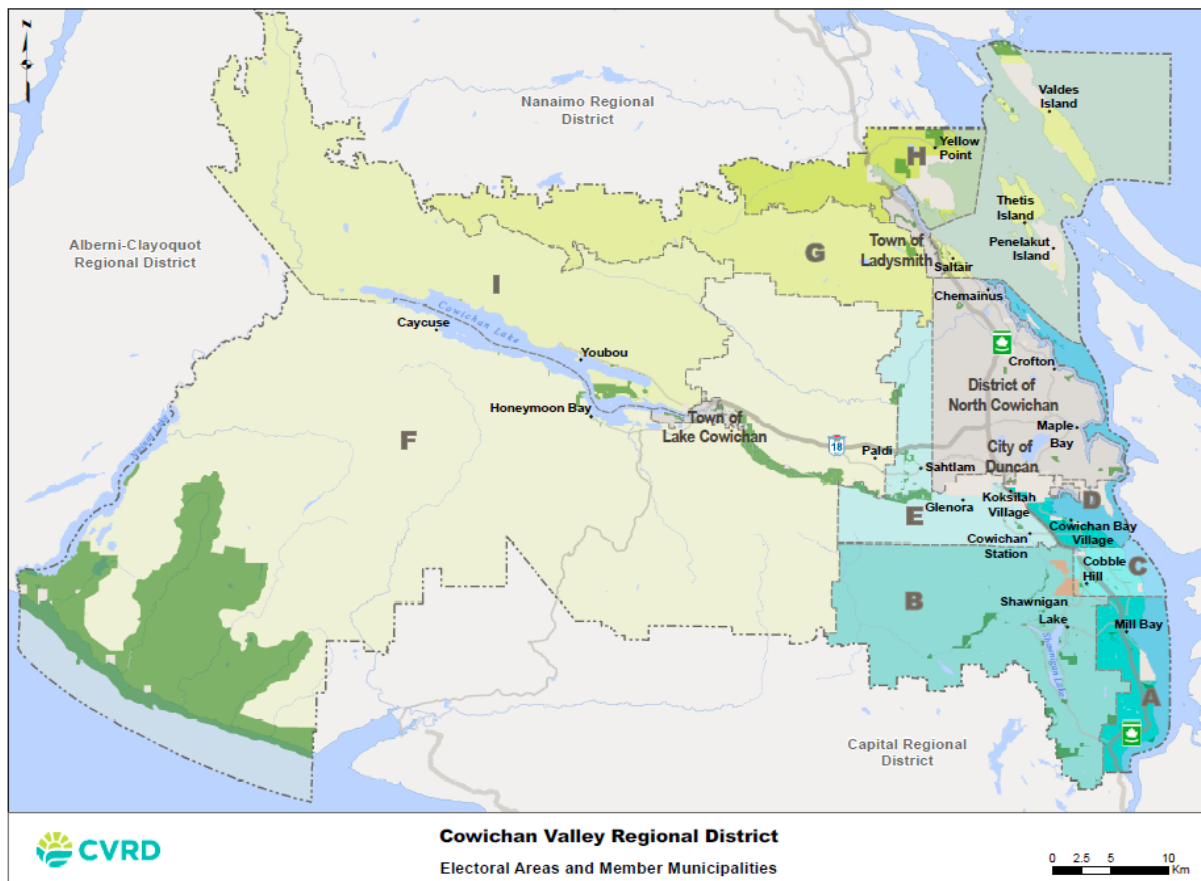 N
Nanaimo Regional
District
Valdes
Island
Yellow
Point
H
Thetis
Island
Alberni-Clayoquot
Regional District
Town of
Ladysmith
Penelakut
Island
G
Saltair
I
Chemainus
Cowichan Lake
Caycuse
Youbou
Crofton
District of
North Cowichan
Honeymoon Bay
Town of
Lake Cowichan
F
Maple
Bay
18
Paldi
City of
Duncan
Sahtlam
Koksilah
Village
D
Glenora
E
Cowichan Bay
Village
Cowichan
Station
Cobble
Hill
C
B
Shawnigan
Lake
Mill Bay
Shawnigan Lake
A
Capital Regional
District
CVRD
Cowichan Valley Regional District
Electoral Areas and Member Municipalities
0 2.5 5 10
Km